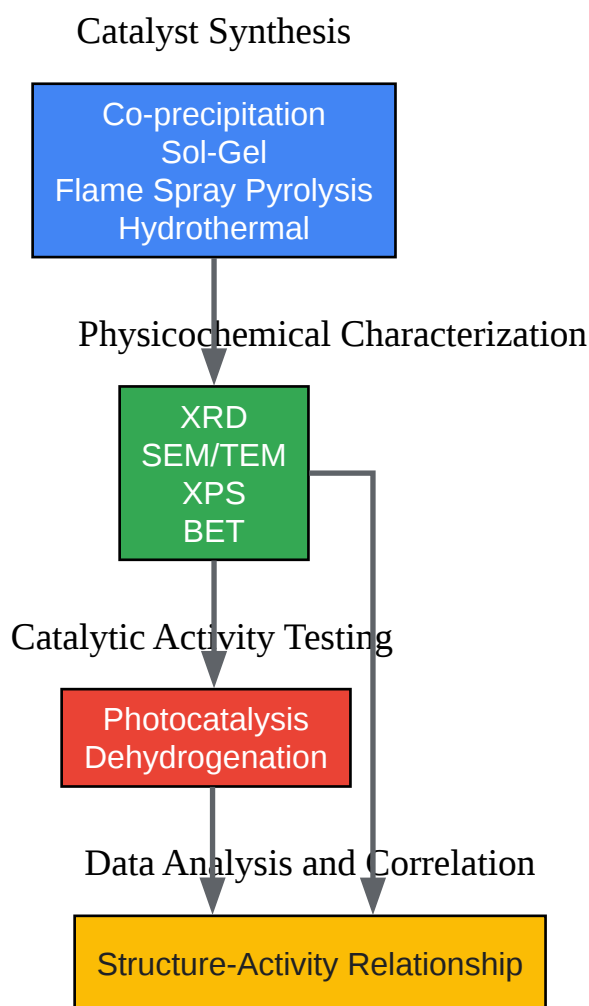 Catalyst Synthesis
Co-precipitation
Sol-Gel
Flame Spray Pyrolysis
Hydrothermal
Physicochemical Characterization
XRD
SEM/TEM
XPS
BET
Catalytic Activity Testing
Photocatalysis
Dehydrogenation
Data Analysis and Correlation
Structure-Activity Relationship